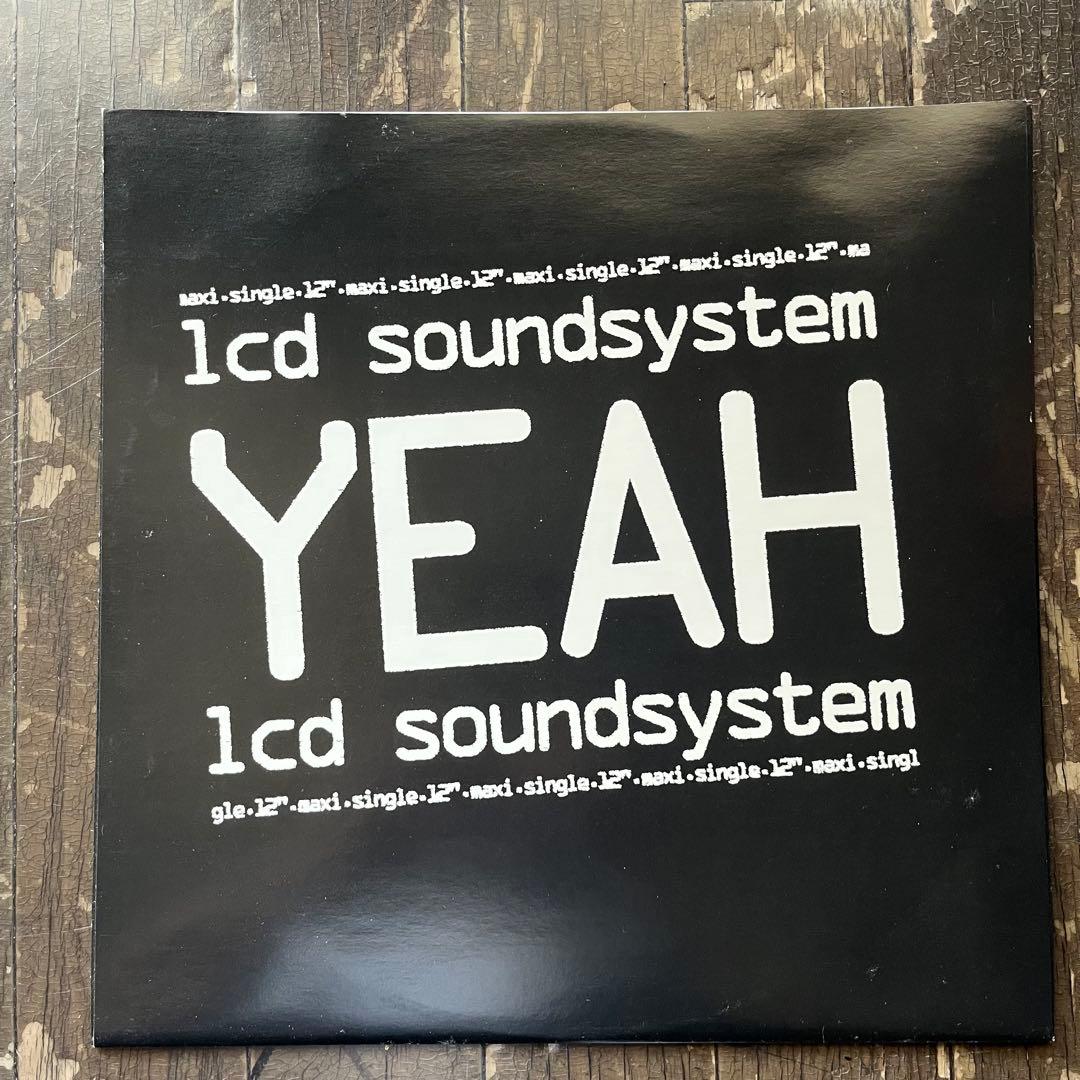 maxi·single·12"·maxi·single·12"·maxi·single·12"·maxi·single·12"·ma
lcd soundsystem
YEAH
lcd soundsystem
gle·12"·maxi·single·12"·maxi·single·12"·maxi·single·12"·maxi·singl